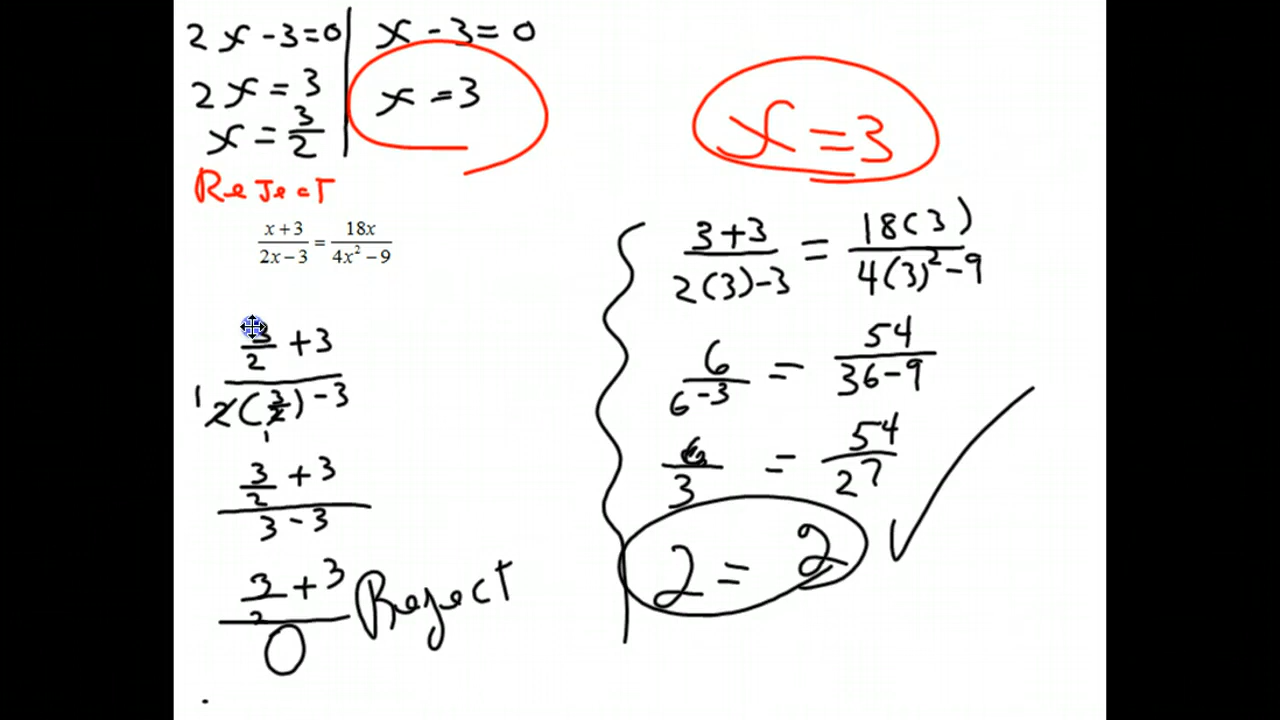 2x-3=0 | x-3=0
2x=3 | x=3
x=3/2
Reject
x=3
(x+3)/(2x-3) = 18x/(4x²-9)
(3/2+3)/(2(3/2)-3)
1
1
(3/2+3)/(3-3)
(3/2+3)/0 Reject
(3+3)/(2(3)-3) = 18(3)/(4(3)²-9)
6/(6-3) = 54/(36-9)
6/3 = 54/27
2=2 ✓